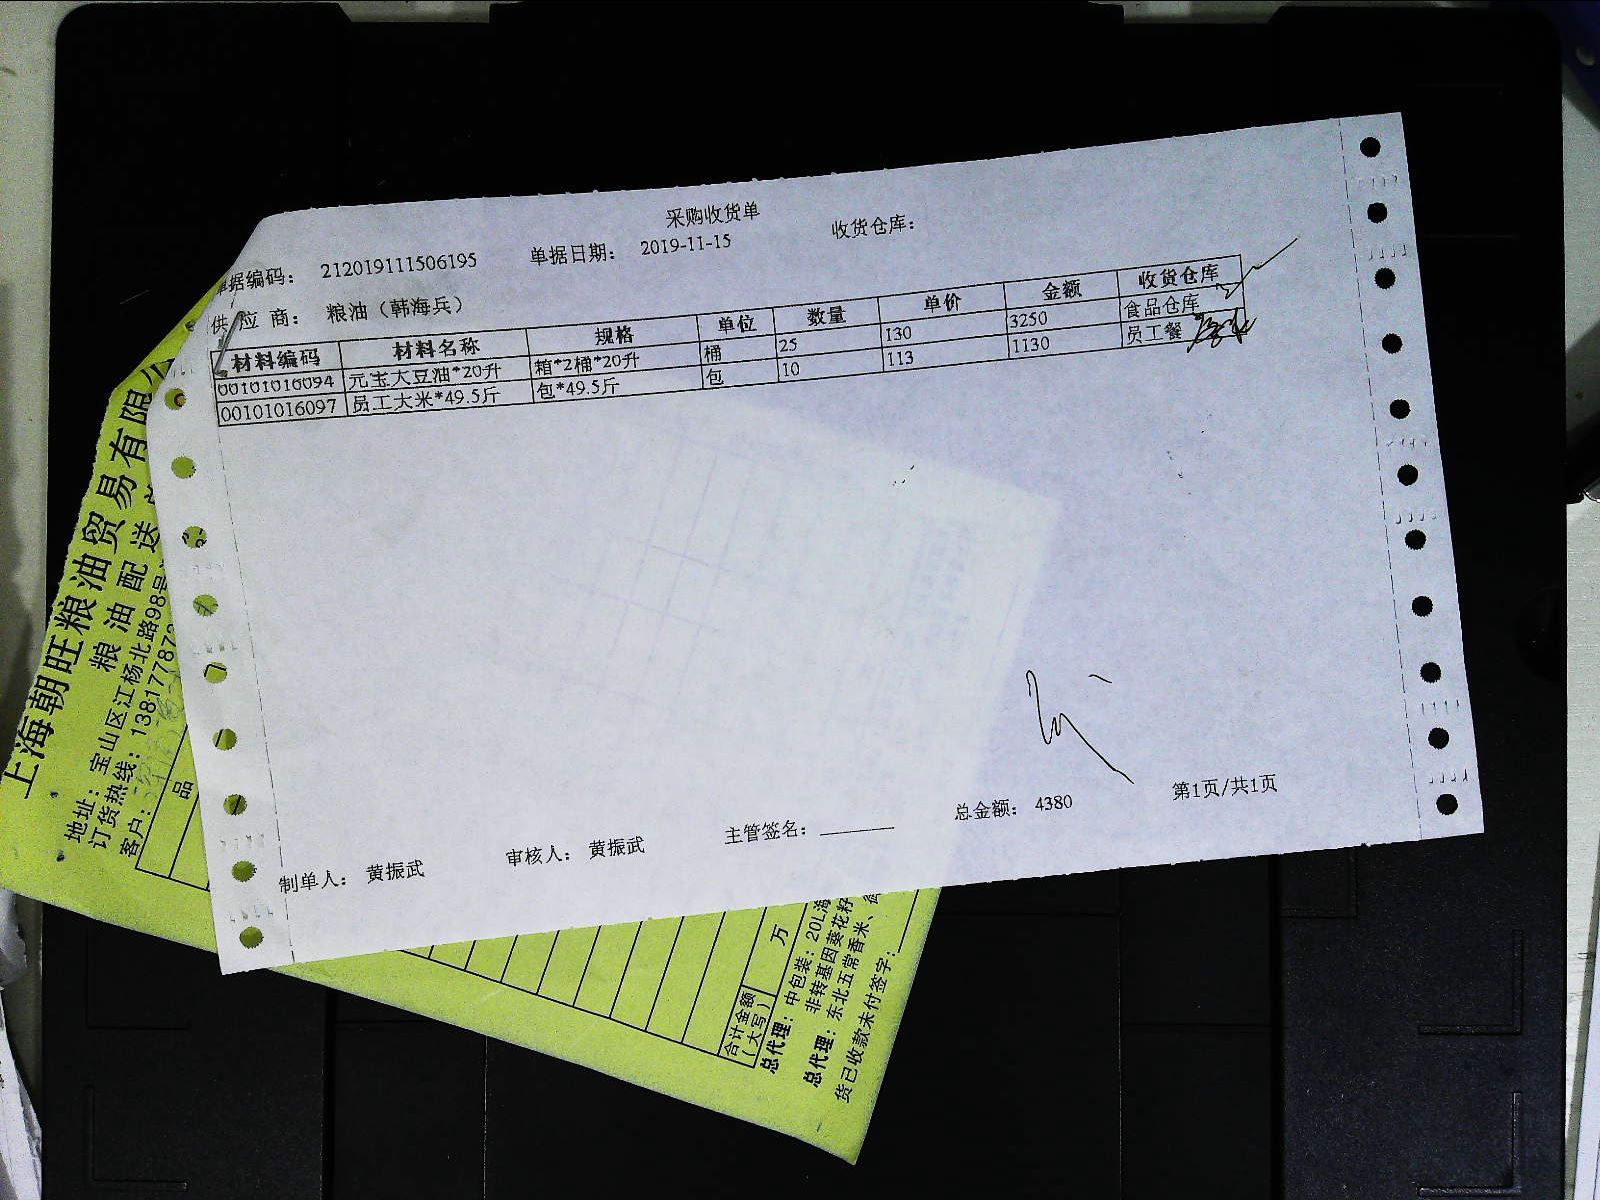 采购收货单
据编码： 212019111506195 单据日期： 2019-11-15 收货仓库：
供应商： 粮油（韩海兵）
材料编码 材料名称 规格 单位 数量 单价 金额 收货仓库
00101016094 元宝大豆油*20升 箱*2桶*20升 桶 25 130 3250 食品仓库
00101016097 员工大米*49.5斤 包*49.5斤 包 10 113 1130 员工餐
总金额： 4380 第1页/共1页
制单人： 黄振武 审核人： 黄振武 主管签名：
上海朝旺粮油贸易有限公
粮油配送
地址：宝山区江杨北路98号
订货热线：13817787
客户：
品
合计金额
（大写） 万
总代理：中包装：20L海
非转基因葵花籽
总代理：东北五常香米、
货已收款未付签字：